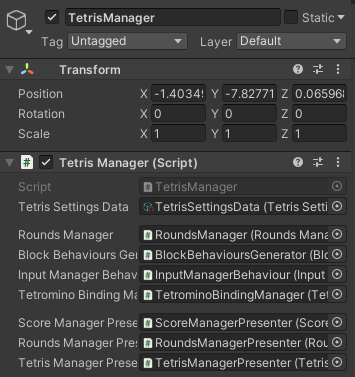 TetrisManager Static
Tag Untagged Layer Default
Transform
Position X -1.4034 Y -7.82771 Z 0.06596
Rotation X 0 Y 0 Z 0
Scale X 1 Y 1 Z 1
# Tetris Manager (Script)
Script # TetrisManager
Tetris Settings Data TetrisSettingsData (Tetris Setti
Rounds Manager # RoundsManager (Rounds Mana
Block Behaviours Gen # BlockBehavioursGenerator (Blo
Input Manager Behav # InputManagerBehaviour (Input
Tetromino Binding Ma # TetrominoBindingManager (Tet
Score Manager Prese # ScoreManagerPresenter (Score
Rounds Manager Pres # RoundsManagerPresenter (Rou
Tetris Manager Prese # TetrisManagerPresenter (Tetris